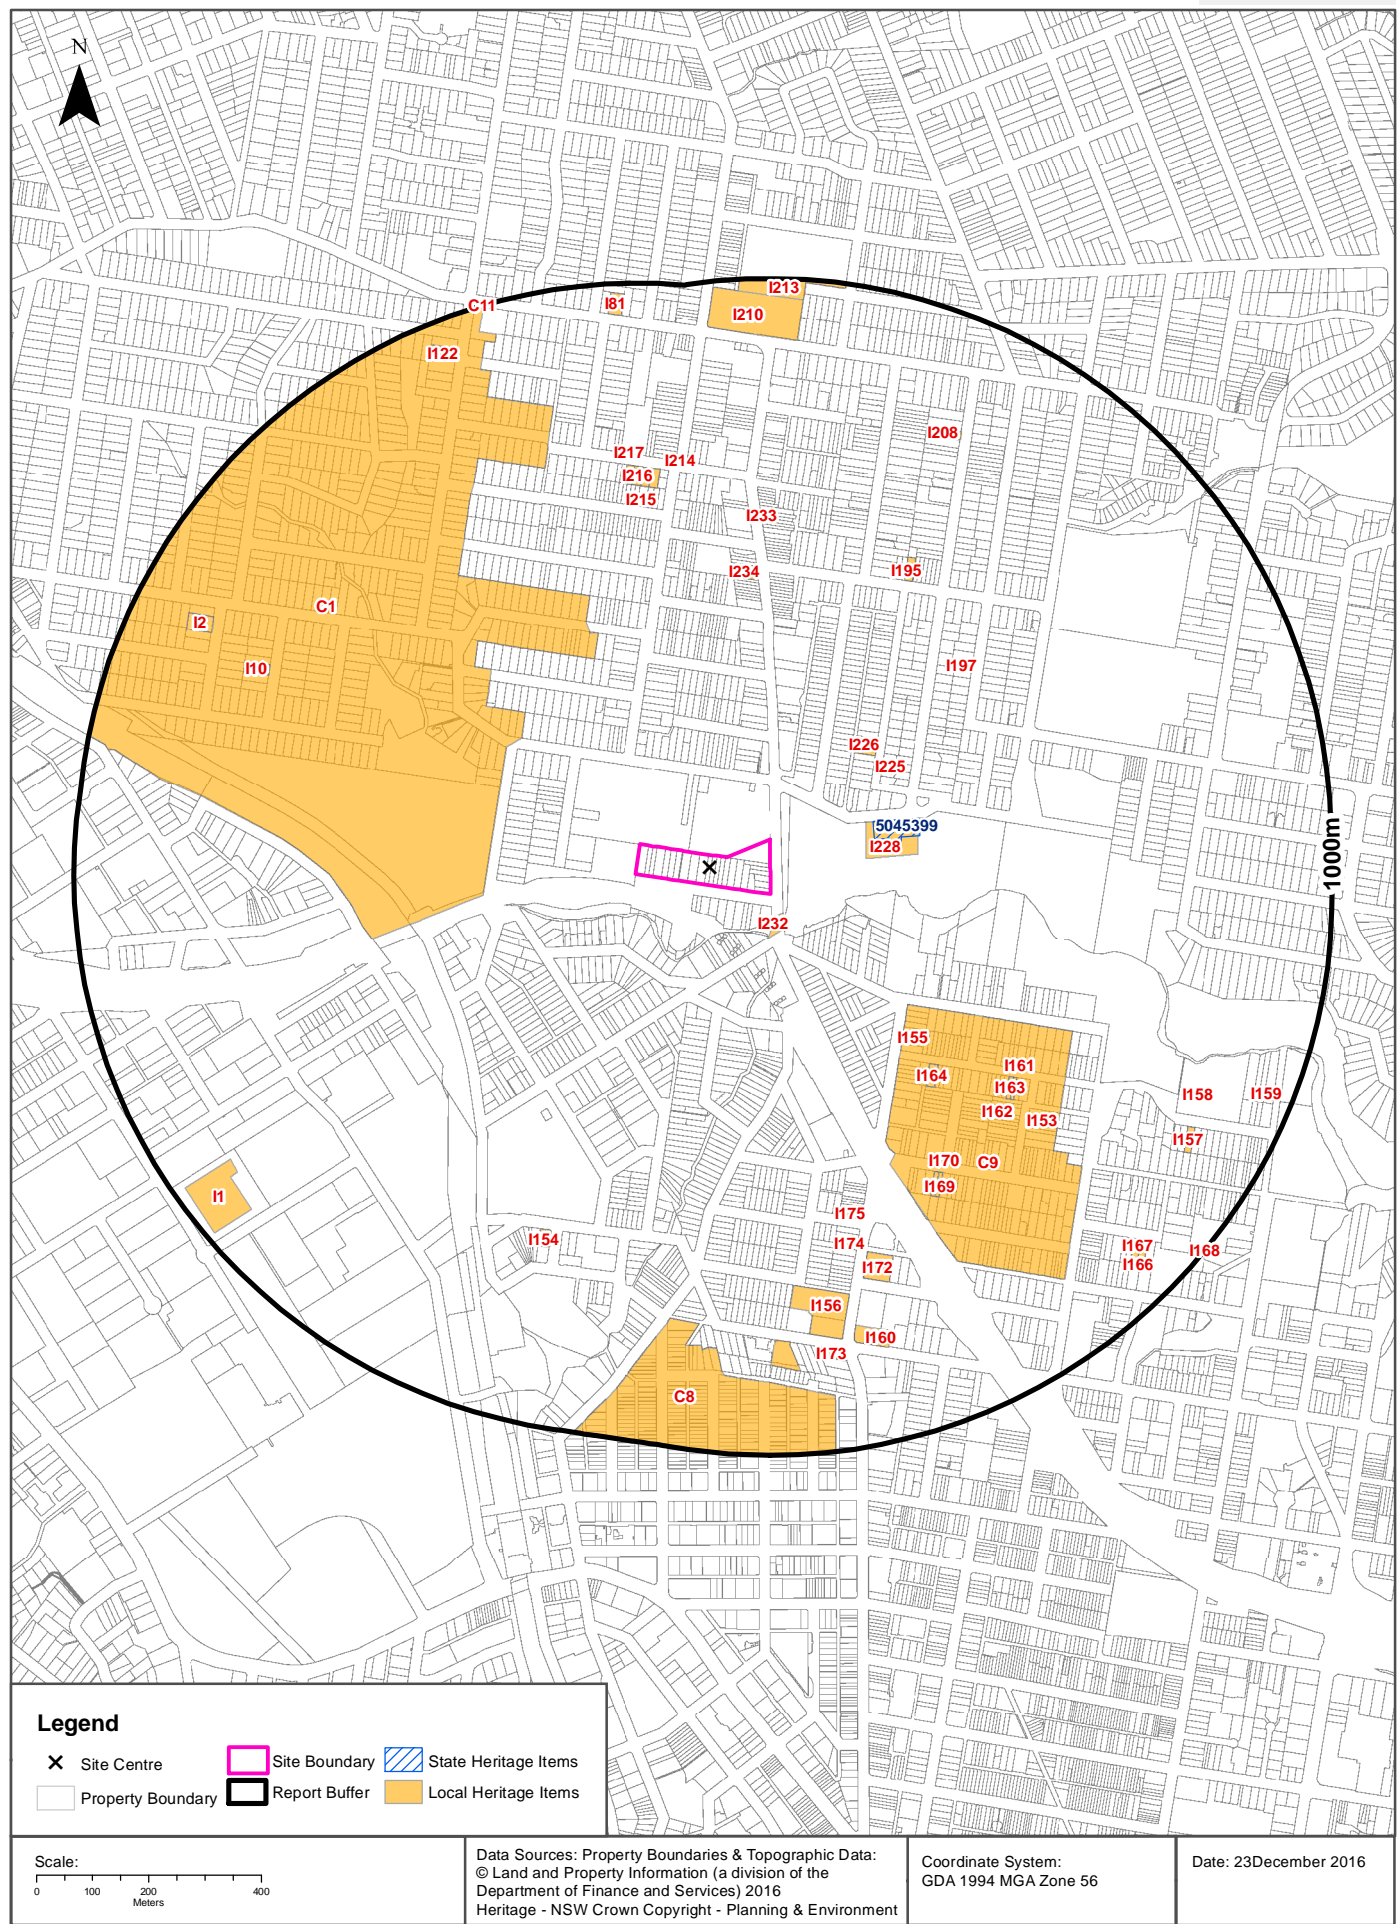 N
I213
C11
I81
I210
I122
I208
I217
I214
I216
I215
I233
I234
I195
C1
I2
I10
I197
I226
I225
5045399
I228
1000m
I232
I155
I161
I164
I163
I162
I153
I158
I159
I157
I170
C9
I169
I1
I175
I154
I174
I172
I167
I168
I166
I156
I160
I173
C8
Legend
Site Centre
Site Boundary
State Heritage Items
Property Boundary
Report Buffer
Local Heritage Items
Scale:
0 100 200 400
Meters
Data Sources: Property Boundaries & Topographic Data:
© Land and Property Information (a division of the
Department of Finance and Services) 2016
Heritage - NSW Crown Copyright - Planning & Environment
Coordinate System:
GDA 1994 MGA Zone 56
Date: 23December 2016